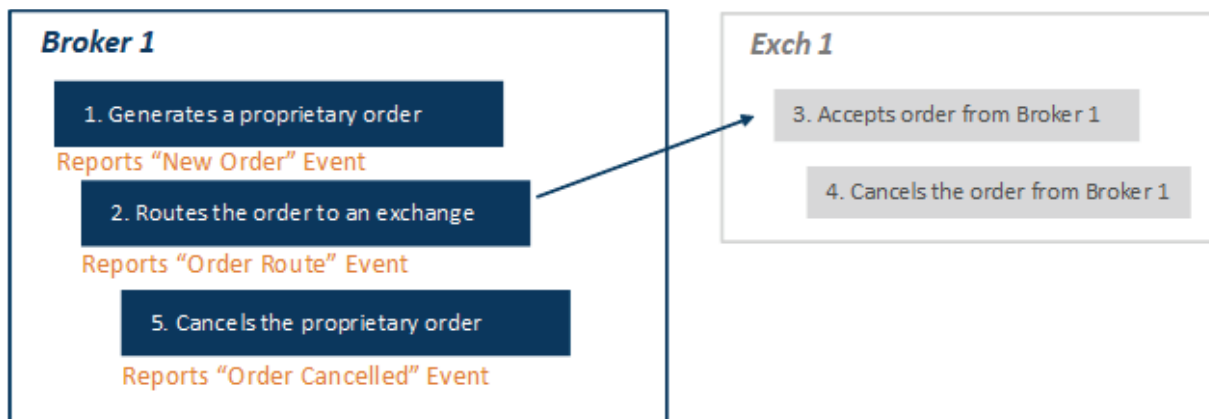 Broker 1
1. Generates a proprietary order
Reports “New Order” Event
2. Routes the order to an exchange
Reports “Order Route” Event
5. Cancels the proprietary order
Reports “Order Cancelled” Event
Exch 1
3. Accepts order from Broker 1
4. Cancels the order from Broker 1